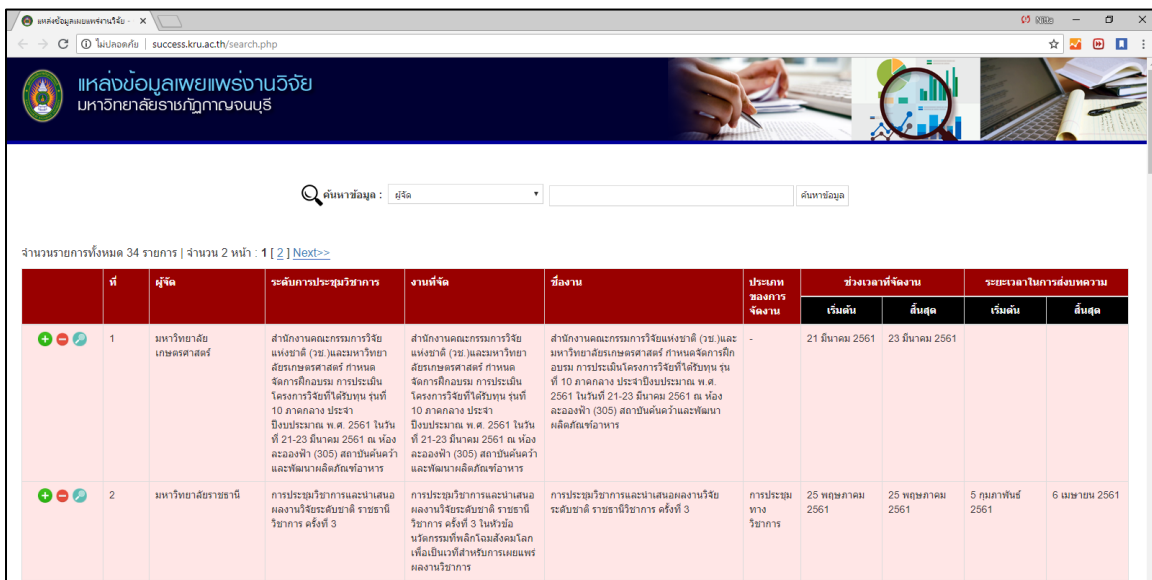 แหล่งข้อมูลเผยแพร่งานวิจัย -
ไม่ปลอดภัย | success.kru.ac.th/search.php
แหล่งข้อมูลเผยแพร่งานวิจัย
มหาวิทยาลัยราชภัฏกาญจนบุรี
ค้นหาข้อมูล : ผู้จัด ค้นหาข้อมูล
จำนวนรายการทั้งหมด 34 รายการ | จำนวน 2 หน้า : 1 [ 2 ] Next>>
ที่ ผู้จัด ระดับการประชุมวิชาการ งานที่จัด ชื่องาน ประเภท ช่วงเวลาที่จัดงาน ระยะเวลาในการส่งบทความ
ของการ
จัดงาน เริ่มต้น สิ้นสุด เริ่มต้น สิ้นสุด
1 มหาวิทยาลัย สำนักงานคณะกรรมการวิจัย สำนักงานคณะกรรมการวิจัย สำนักงานคณะกรรมการวิจัยแห่งชาติ (วช.)และ - 21 มีนาคม 2561 23 มีนาคม 2561
เกษตรศาสตร์ แห่งชาติ (วช.)และมหาวิทยา แห่งชาติ (วช.)และมหาวิทยา มหาวิทยาลัยรเกษตรศาสตร์ กำหนดจัดการฝึก
ลัยรเกษตรศาสตร์ กำหนด ลัยรเกษตรศาสตร์ กำหนด อบรม การประเมินโครงการวิจัยที่ได้รับทุน รุ่น
จัดการฝึกอบรม การประเมิน จัดการฝึกอบรม การประเมิน ที่ 10 ภาคกลาง ประจำปีงบประมาณ พ.ศ.
โครงการวิจัยที่ได้รับทุน รุ่นที่ โครงการวิจัยที่ได้รับทุน รุ่นที่ 2561 ในวันที่ 21-23 มีนาคม 2561 ณ ห้อง
10 ภาคกลาง ประจำ 10 ภาคกลาง ประจำ ละอองฟ้า (305) สถาบันค้นคว้าและพัฒนา
ปีงบประมาณ พ.ศ. 2561 ในวัน ปีงบประมาณ พ.ศ. 2561 ในวัน ผลิตภัณฑ์อาหาร
ที่ 21-23 มีนาคม 2561 ณ ห้อง ที่ 21-23 มีนาคม 2561 ณ ห้อง
ละอองฟ้า (305) สถาบันค้นคว้า ละอองฟ้า (305) สถาบันค้นคว้า
และพัฒนาผลิตภัณฑ์อาหาร และพัฒนาผลิตภัณฑ์อาหาร
2 มหาวิทยาลัยราชธานี การประชุมวิชาการและนำเสนอ การประชุมวิชาการและนำเสนอ การประชุมวิชาการและนำเสนอผลงานวิจัย การประชุม 25 พฤษภาคม 25 พฤษภาคม 5 กุมภาพันธ์ 6 เมษายน 2561
ผลงานวิจัยระดับชาติ ราชธานี ผลงานวิจัยระดับชาติ ราชธานี ระดับชาติ ราชธานีวิชาการ ครั้งที่ 3 ทาง 2561 2561 2561
วิชาการ ครั้งที่ 3 วิชาการ ครั้งที่ 3 ในหัวข้อ วิชาการ
นวัตกรรมที่พลิกโฉมสังคมโลก
เพื่อเป็นเวทีสำหรับการเผยแพร่
ผลงานวิชาการ